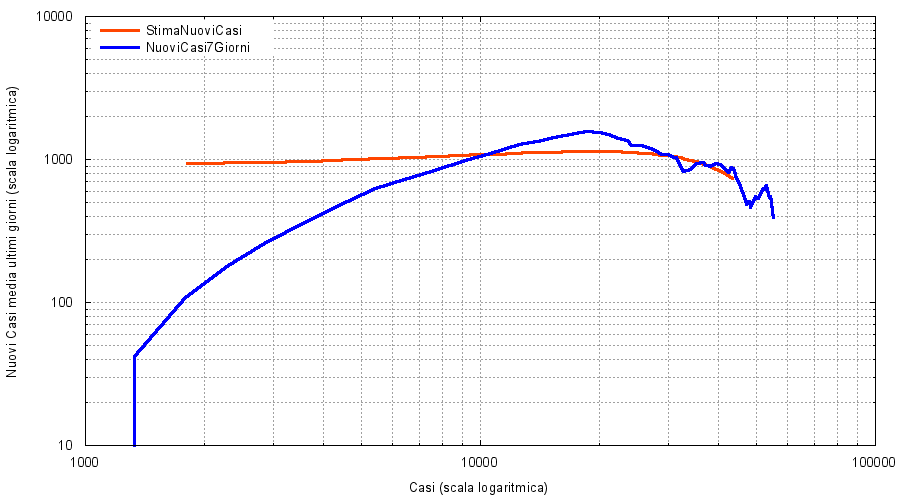 10000
StimaNuoviCasi
NuoviCasi7Giorni
1000
100
10
1000
10000
100000
Nuovi Casi media ultimi giorni (scala logaritmica)
Casi (scala logaritmica)